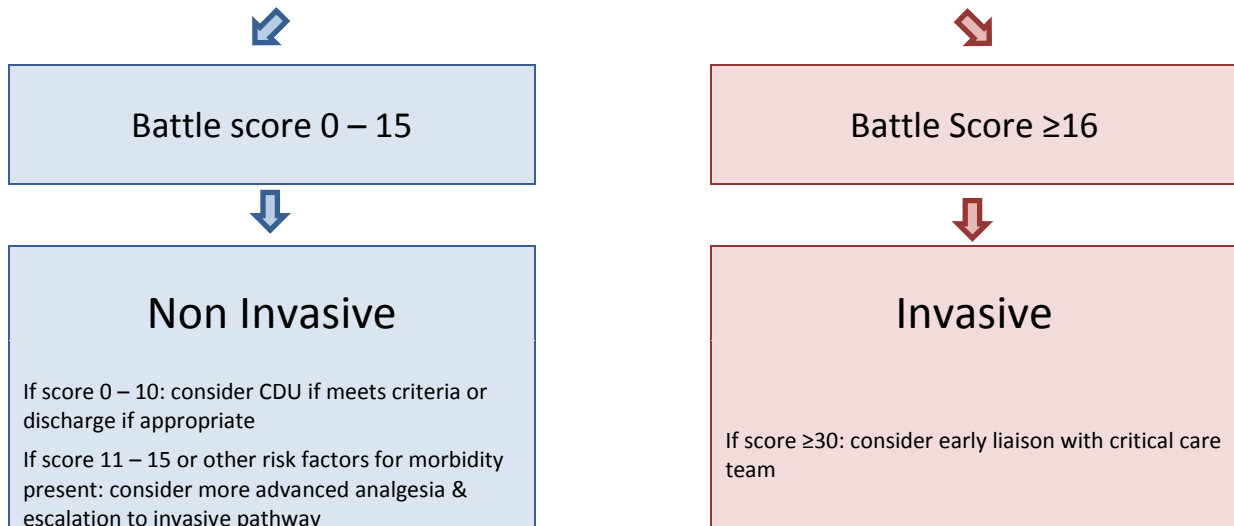 Battle score 0 – 15
Battle Score ≥16
Non Invasive
If score 0 – 10: consider CDU if meets criteria or
discharge if appropriate
If score 11 – 15 or other risk factors for morbidity
present: consider more advanced analgesia &
escalation to invasive pathway
Invasive
If score ≥30: consider early liaison with critical care
team